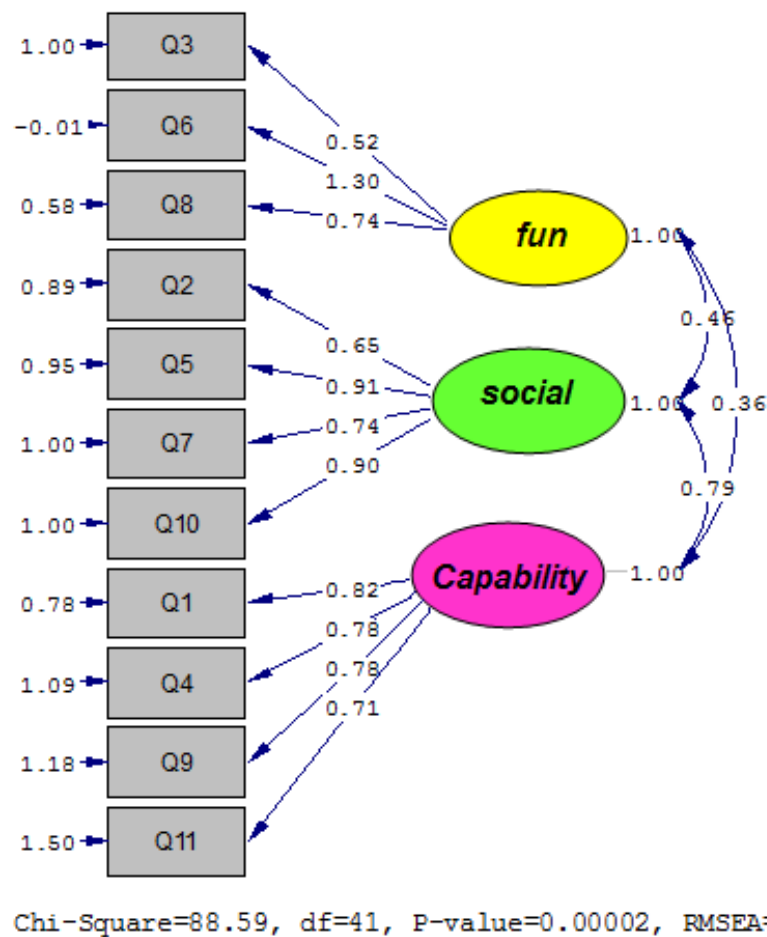 1.00 Q3
-0.01 Q6
0.52
1.30
0.58 Q8 0.74
fun 1.00
0.89 Q2
0.46
0.65
0.95 Q5 0.91
social 1.00 0.36
0.74
1.00 Q7
0.90
0.79
1.00 Q10
Capability 1.00
0.78 Q1 0.82
0.78
0.78
1.09 Q4
0.71
1.18 Q9
1.50 Q11
Chi-Square=88.59, df=41, P-value=0.00002, RMSEA=